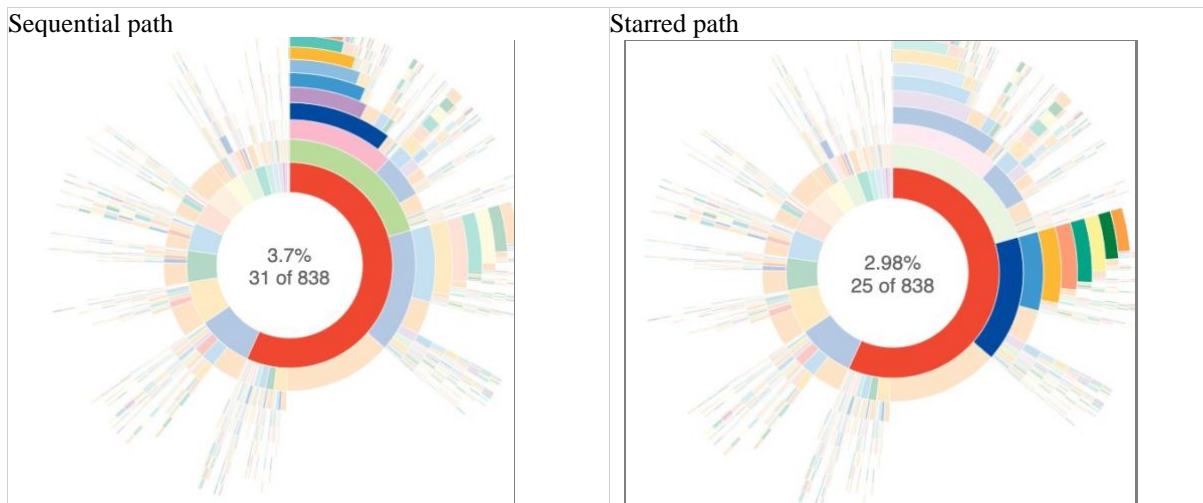 Sequential path
Starred path
3.7%
31 of 838
2.98%
25 of 838